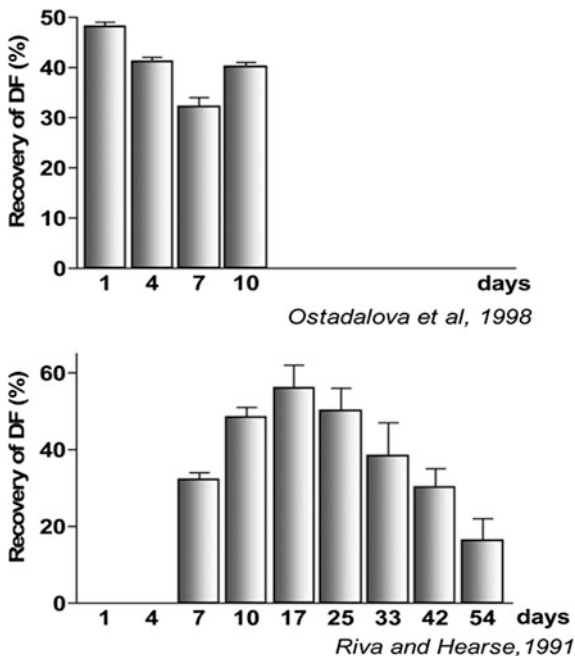 Recovery of DF (%)
50
40
30
20
10
0
1 4 7 10 days
Ostadalova et al, 1998
Recovery of DF (%)
60
40
20
0
1 4 7 10 17 25 33 42 54 days
Riva and Hearse,1991